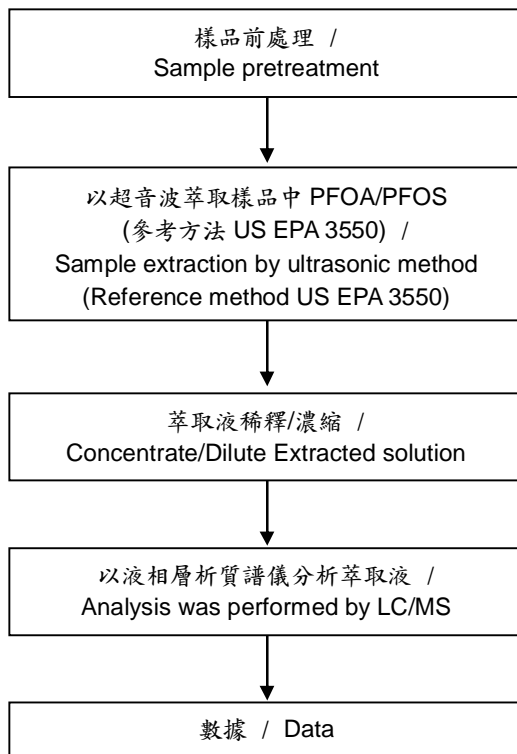 樣品前處理 /
Sample pretreatment
以超音波萃取樣品中 PFOA/PFOS
(參考方法 US EPA 3550) /
Sample extraction by ultrasonic method
(Reference method US EPA 3550)
萃取液稀釋/濃縮 /
Concentrate/Dilute Extracted solution
以液相層析質譜儀分析萃取液 /
Analysis was performed by LC/MS
數據 / Data